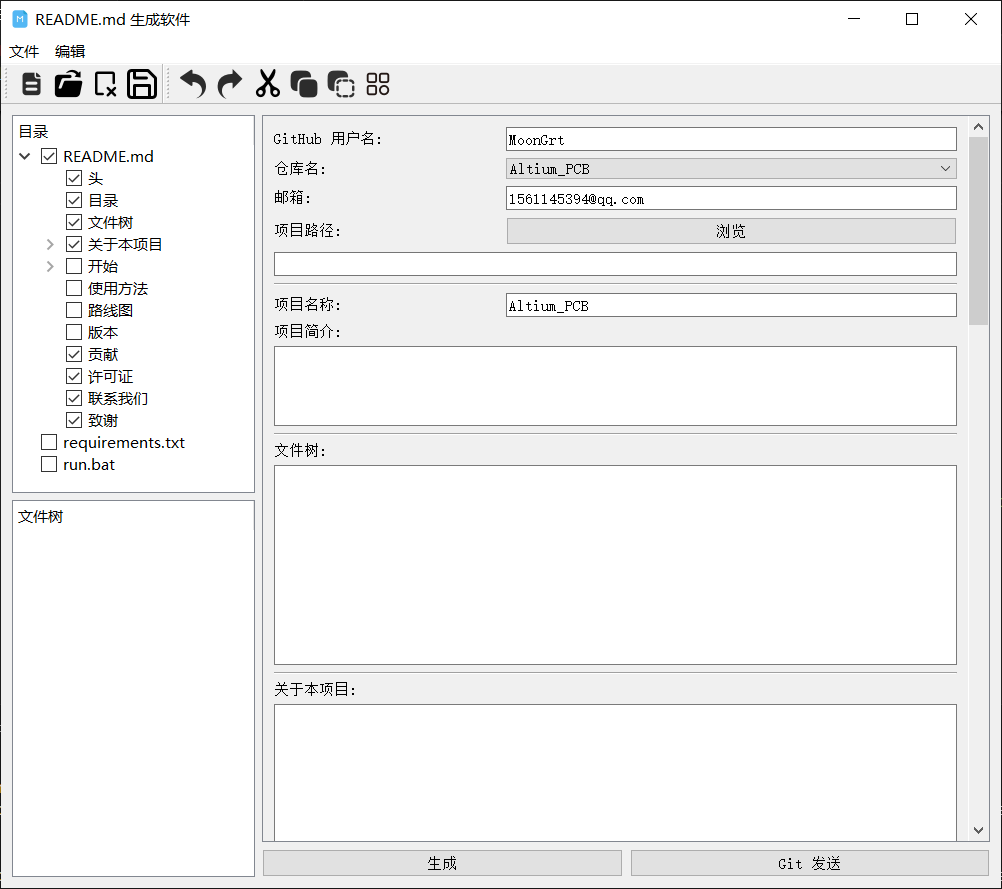 README.md 生成软件
文件 编辑
目录
README.md
头
目录
文件树
关于本项目
开始
使用方法
路线图
版本
贡献
许可证
联系我们
致谢
requirements.txt
run.bat
文件树
GitHub 用户名: MoonGrt
仓库名: Altium_PCB
邮箱: 1561145394@qq.com
项目路径: 浏览
项目名称: Altium_PCB
项目简介:
文件树:
关于本项目:
生成 Git 发送